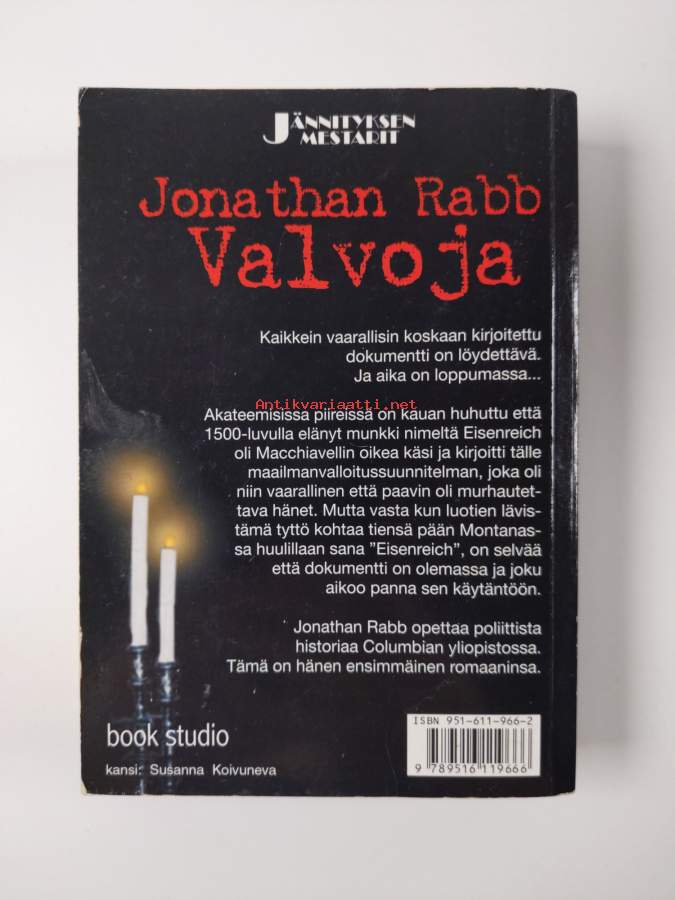 JÄNNITYKSEN
MESTARIT
Jonathan Rabb
Valvoja
Kaikkein vaarallisin koskaan kirjoitettu
dokumentti on löydettävä.
Ja aika on loppumassa...
Antikvariaatti.net
Akateemisissa piireissä on kauan huhuttu että
1500-luvulla elänyt munkki nimeltä Eisenreich
oli Macchiavellin oikea käsi ja kirjoitti tälle
maailmanvalloitussuunnitelman, joka oli
niin vaarallinen että paavin oli murhautet-
tava hänet. Mutta vasta kun luotien lävis-
tämä tyttö kohtaa tiensä pään Montanas-
sa huulillaan sana ”Eisenreich”, on selvää
että dokumentti on olemassa ja joku
aikoo panna sen käytäntöön.
Jonathan Rabb opettaa poliittista
historiaa Columbian yliopistossa.
Tämä on hänen ensimmäinen romaaninsa.
book studio
kansi: Susanna Koivuneva
ISBN 951-611-966-2
9 789516 119666